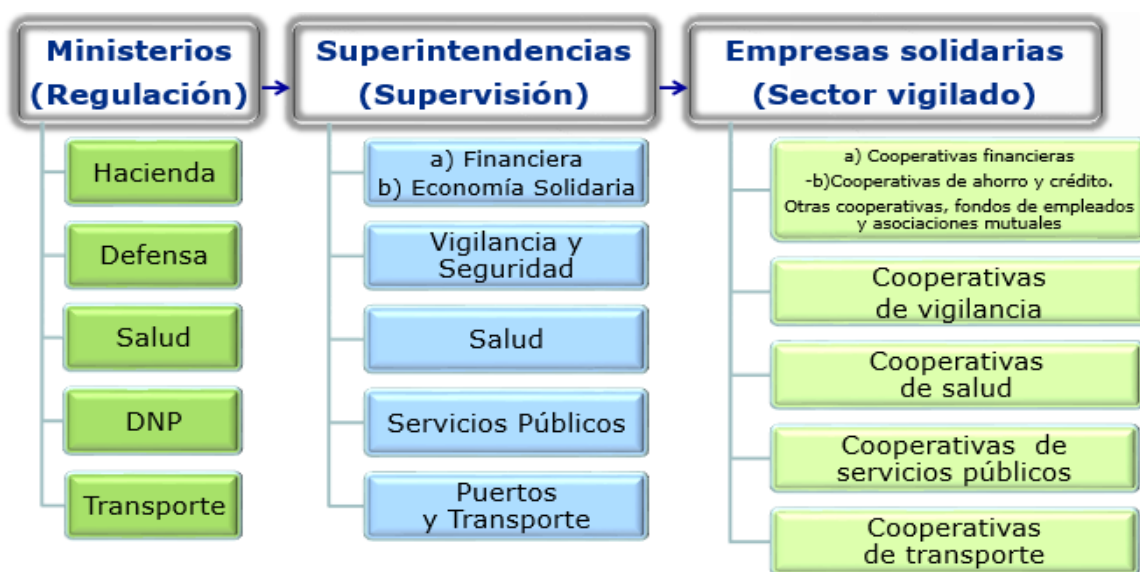 Ministerios
(Regulación)
Hacienda
Defensa
Salud
DNP
Transporte
Superintendencias
(Supervisión)
a) Financiera
b) Economía Solidaria
Vigilancia y
Seguridad
Salud
Servicios Públicos
Puertos
y Transporte
Empresas solidarias
(Sector vigilado)
a) Cooperativas financieras
-b)Cooperativas de ahorro y crédito.
Otras cooperativas, fondos de empleados
y asociaciones mutuales
Cooperativas
de vigilancia
Cooperativas
de salud
Cooperativas de
servicios públicos
Cooperativas
de transporte